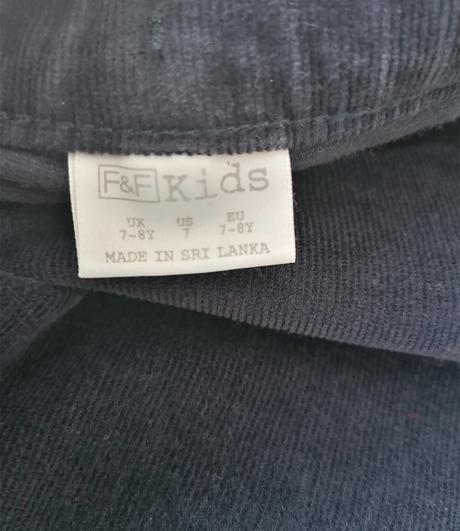 F&F Kids
UK US EU
7~8Y 7 7~8Y
MADE IN SRI LANKA